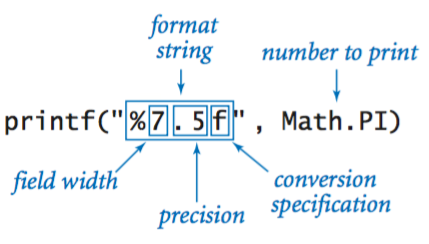 format
string
number to print
printf("%7.5f", Math.PI)
field width
precision
conversion
specification